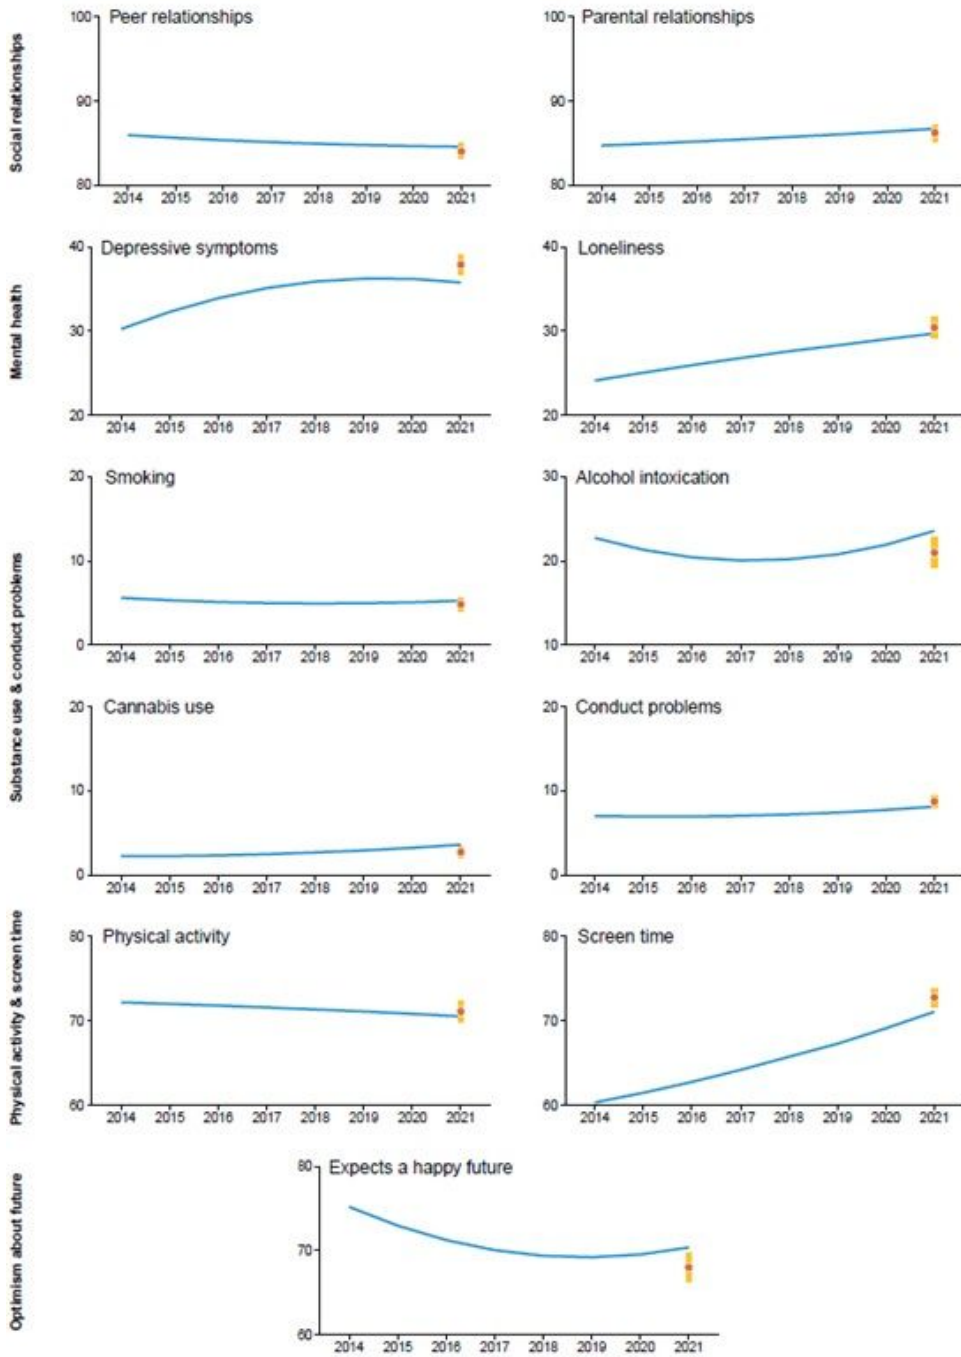 Social relationships
Peer relationships
100
90
80
2014 2015 2016 2017 2018 2019 2020 2021
Parental relationships
100
90
80
2014 2015 2016 2017 2018 2019 2020 2021
Mental health
Depressive symptoms
40
30
20
2014 2015 2016 2017 2018 2019 2020 2021
Loneliness
40
30
20
2014 2015 2016 2017 2018 2019 2020 2021
Substance use & conduct problems
Smoking
20
10
0
2014 2015 2016 2017 2018 2019 2020 2021
Alcohol intoxication
30
20
10
2014 2015 2016 2017 2018 2019 2020 2021
Cannabis use
20
10
0
2014 2015 2016 2017 2018 2019 2020 2021
Conduct problems
20
10
0
2014 2015 2016 2017 2018 2019 2020 2021
Physical activity & screen time
Physical activity
80
70
60
2014 2015 2016 2017 2018 2019 2020 2021
Screen time
80
70
60
2014 2015 2016 2017 2018 2019 2020 2021
Optimism about future
Expects a happy future
80
70
60
2014 2015 2016 2017 2018 2019 2020 2021